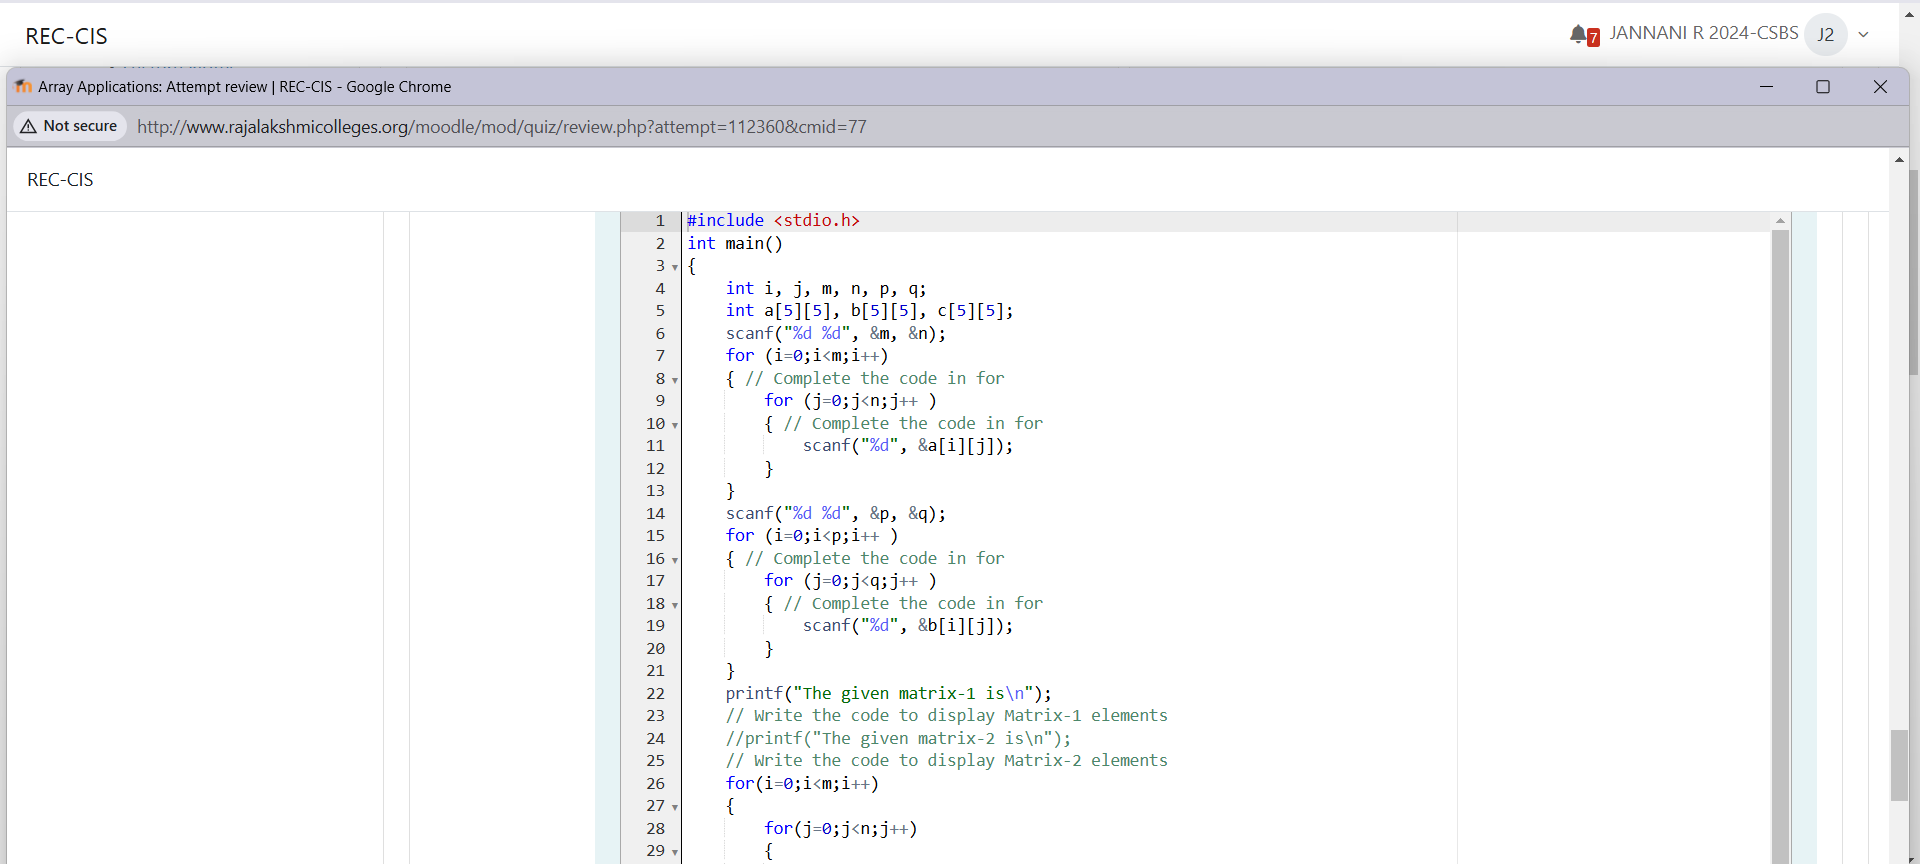 REC-CIS
7 JANNANI R 2024-CSBS J2
Array Applications: Attempt review | REC-CIS - Google Chrome
Not secure http://www.rajalakshmicolleges.org/moodle/mod/quiz/review.php?attempt=112360&cmid=77
REC-CIS
1 #include <stdio.h>
2 int main()
3 {
4     int i, j, m, n, p, q;
5     int a[5][5], b[5][5], c[5][5];
6     scanf("%d %d", &m, &n);
7     for (i=0;i<m;i++)
8     { // Complete the code in for
9         for (j=0;j<n;j++ )
10         { // Complete the code in for
11             scanf("%d", &a[i][j]);
12         }
13     }
14     scanf("%d %d", &p, &q);
15     for (i=0;i<p;i++ )
16     { // Complete the code in for
17         for (j=0;j<q;j++ )
18         { // Complete the code in for
19             scanf("%d", &b[i][j]);
20         }
21     }
22     printf("The given matrix-1 is\n");
23     // Write the code to display Matrix-1 elements
24     //printf("The given matrix-2 is\n");
25     // Write the code to display Matrix-2 elements
26     for(i=0;i<m;i++)
27     {
28         for(j=0;j<n;j++)
29         {